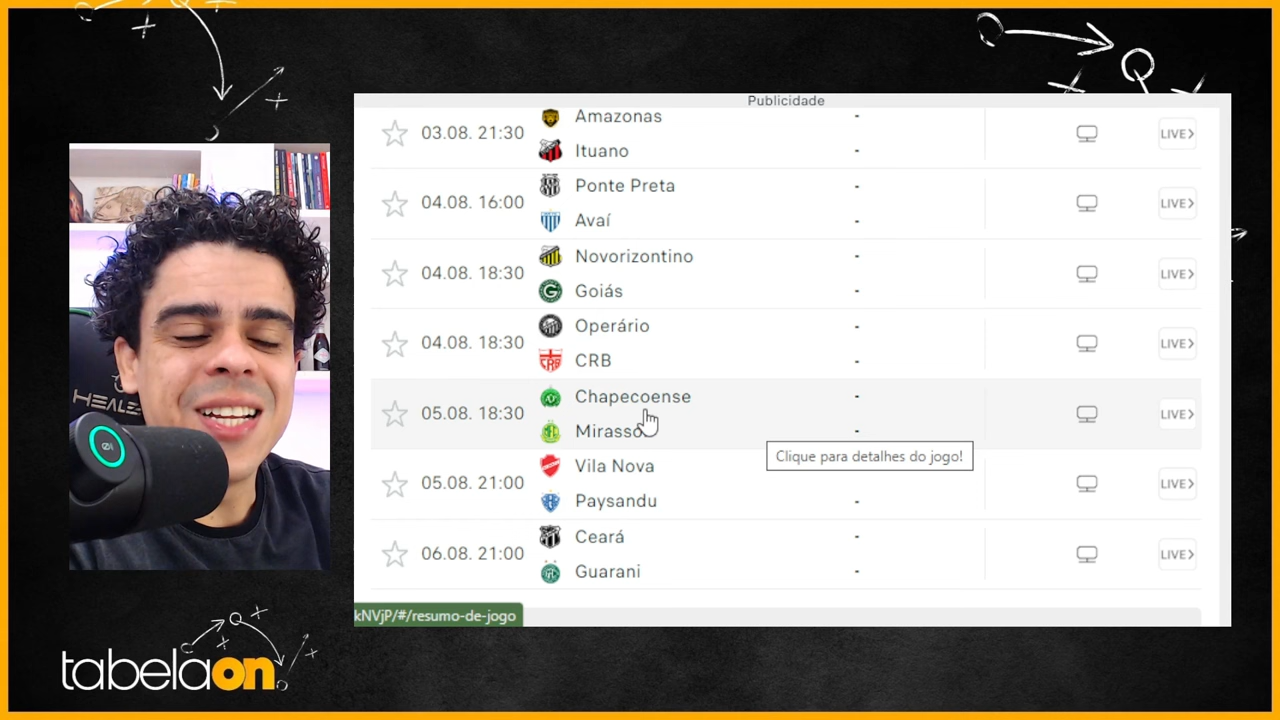 Publicidade
03.08. 21:30
Amazonas
-
Ituano
-
LIVE>
04.08. 16:00
Ponte Preta
-
Avaí
-
LIVE>
04.08. 18:30
Novorizontino
-
Goiás
-
LIVE>
04.08. 18:30
Operário
-
CRB
-
LIVE>
05.08. 18:30
Chapecoense
-
Mirasso
-
LIVE>
Clique para detalhes do jogo!
05.08. 21:00
Vila Nova
Paysandu
-
LIVE>
06.08. 21:00
Ceará
-
Guarani
-
LIVE>
kNVjP/#/resumo-de-jogo
CRB
tabelaon